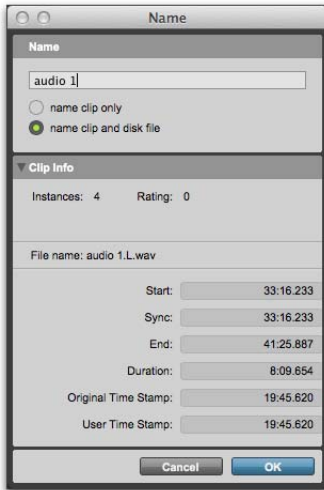 Name
Name
audio 1
name clip only
name clip and disk file
Clip Info
Instances: 4 Rating: 0
File name: audio 1.L.wav
Start: 33:16.233
Sync: 33:16.233
End: 41:25.887
Duration: 8:09.654
Original Time Stamp: 19:45.620
User Time Stamp: 19:45.620
Cancel OK